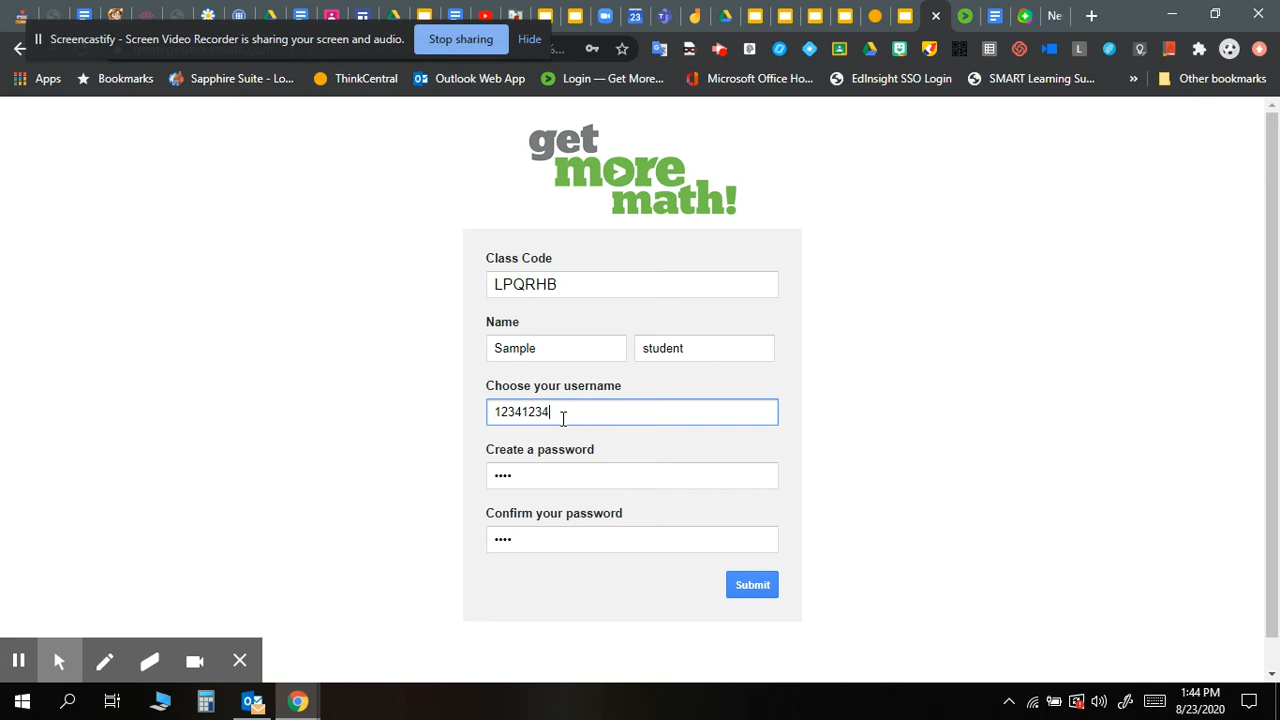 Screencastify - Screen Video Recorder is sharing your screen and audio.
Stop sharing
Hide
23
Ne
Apps
Bookmarks
Sapphire Suite - Lo...
ThinkCentral
Outlook Web App
Login — Get More...
Microsoft Office Ho...
EdInsight SSO Login
SMART Learning Su...
»
Other bookmarks
get
more
math!
Class Code
LPQRHB
Name
Sample
student
Choose your username
12341234
Create a password
••••
Confirm your password
••••
Submit
1:44 PM
8/23/2020